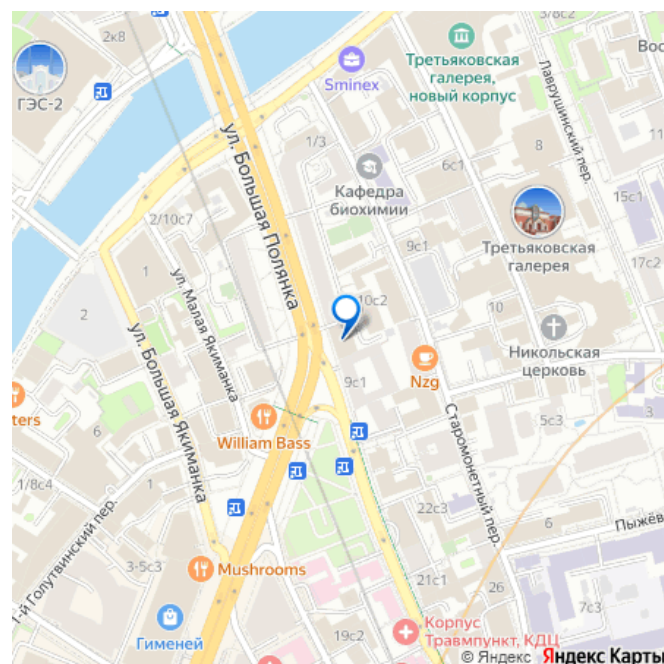 2к8
3/8с2
Вос
ГЭС-2
Sminex
Третьяковская
галерея,
новый корпус
Лаврушинский пер.
11
1/3
ул. Большая Полянка
6с1
8
Кафедра
биохимии
15с1
2/10с7
9с1
Третьяковская
галерея
17с2
1
ул. Малая Якиманка
10с2
10
2
ул. Большая Якиманка
Никольская
церковь
Nzg
9с1
ters
William Bass
5с3
3
6
Старомонетный пер.
1/8с4
1
22с3
6
Пыжёв
1-й Голутвинский пер.
3-5с3
Mushrooms
21с1
26
7с3
Гименей
19с2
Корпус
Травмпункт, КДЦ
© Яндекс Яндекс Карты